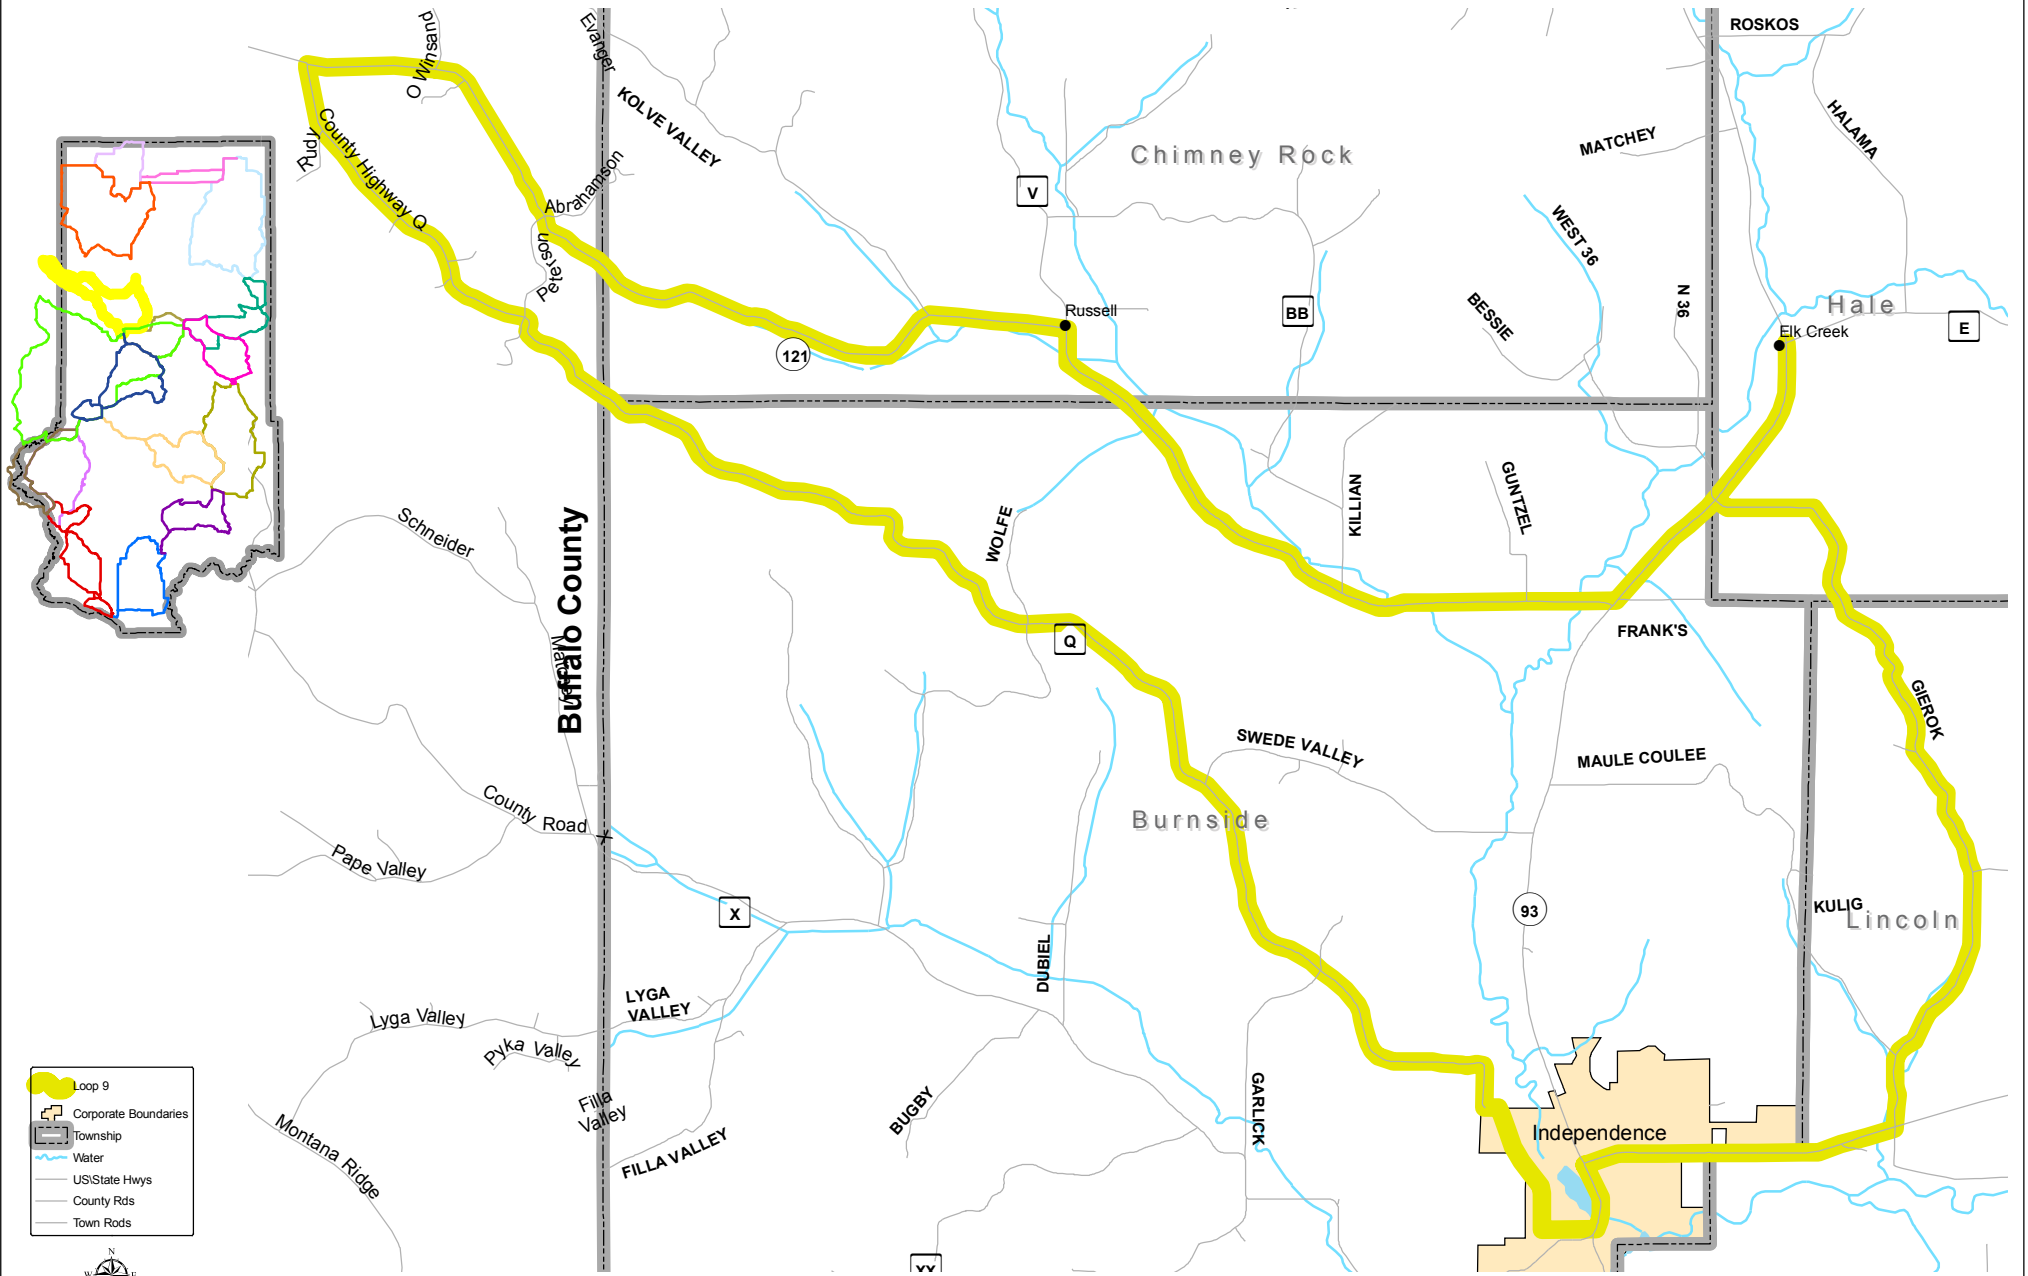 ROSKOS
O Winsand
Evanger
KOLVE VALLEY
HALAMA
MATCHEY
Chimney Rock
Rudy
County Highway Q
V
Abrahamson
WEST 36
Peterson
N 36
Hale
Russell
BB
BESSIE
E
Elk Creek
121
GUNTZEL
KILLIAN
Schneider
WOLFE
Buffalo County
FRANK'S
Q
Matchey
GIEROK
SWEDE VALLEY
MAULE COULEE
County Road
X
Burnside
Pape Valley
93
KULIG
Lincoln
X
DUBIEL
LYGA
VALLEY
Lyga Valley
Pyka Valley
GARLICK
Filla
Valley
BUGBY
Independence
FILLA VALLEY
Montana Ridge
XX
Loop 9
Corporate Boundaries
Township
Water
US\State Hwys
County Rds
Town Rods
N
W
E